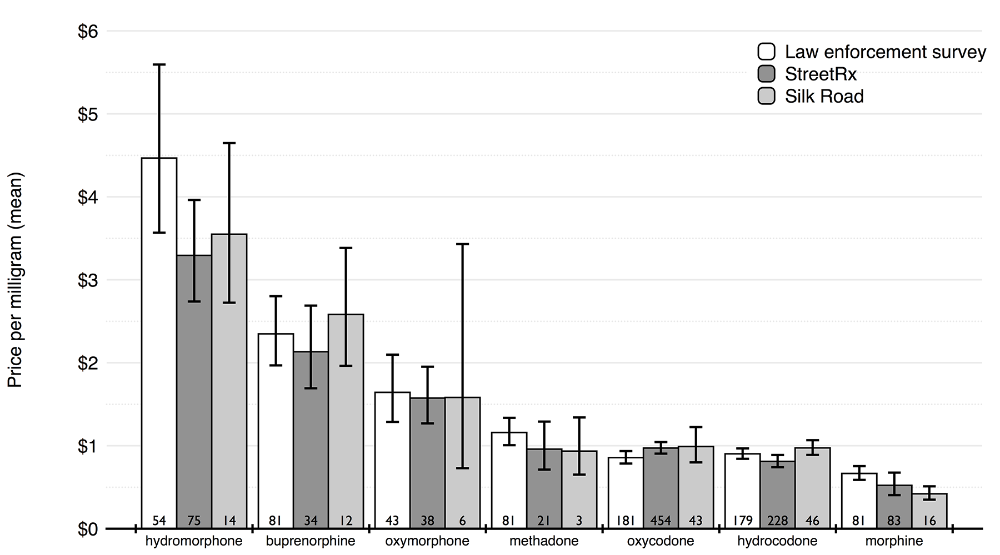 $6
Law enforcement survey
StreetRx
Silk Road
$5
$4
$3
$2
$1
$0
Price per milligram (mean)
54 75 14 81 34 12 43 38 6 81 21 3 181 454 43 179 228 46 81 83 16
hydromorphone buprenorphine oxymorphone methadone oxycodone hydrocodone morphine